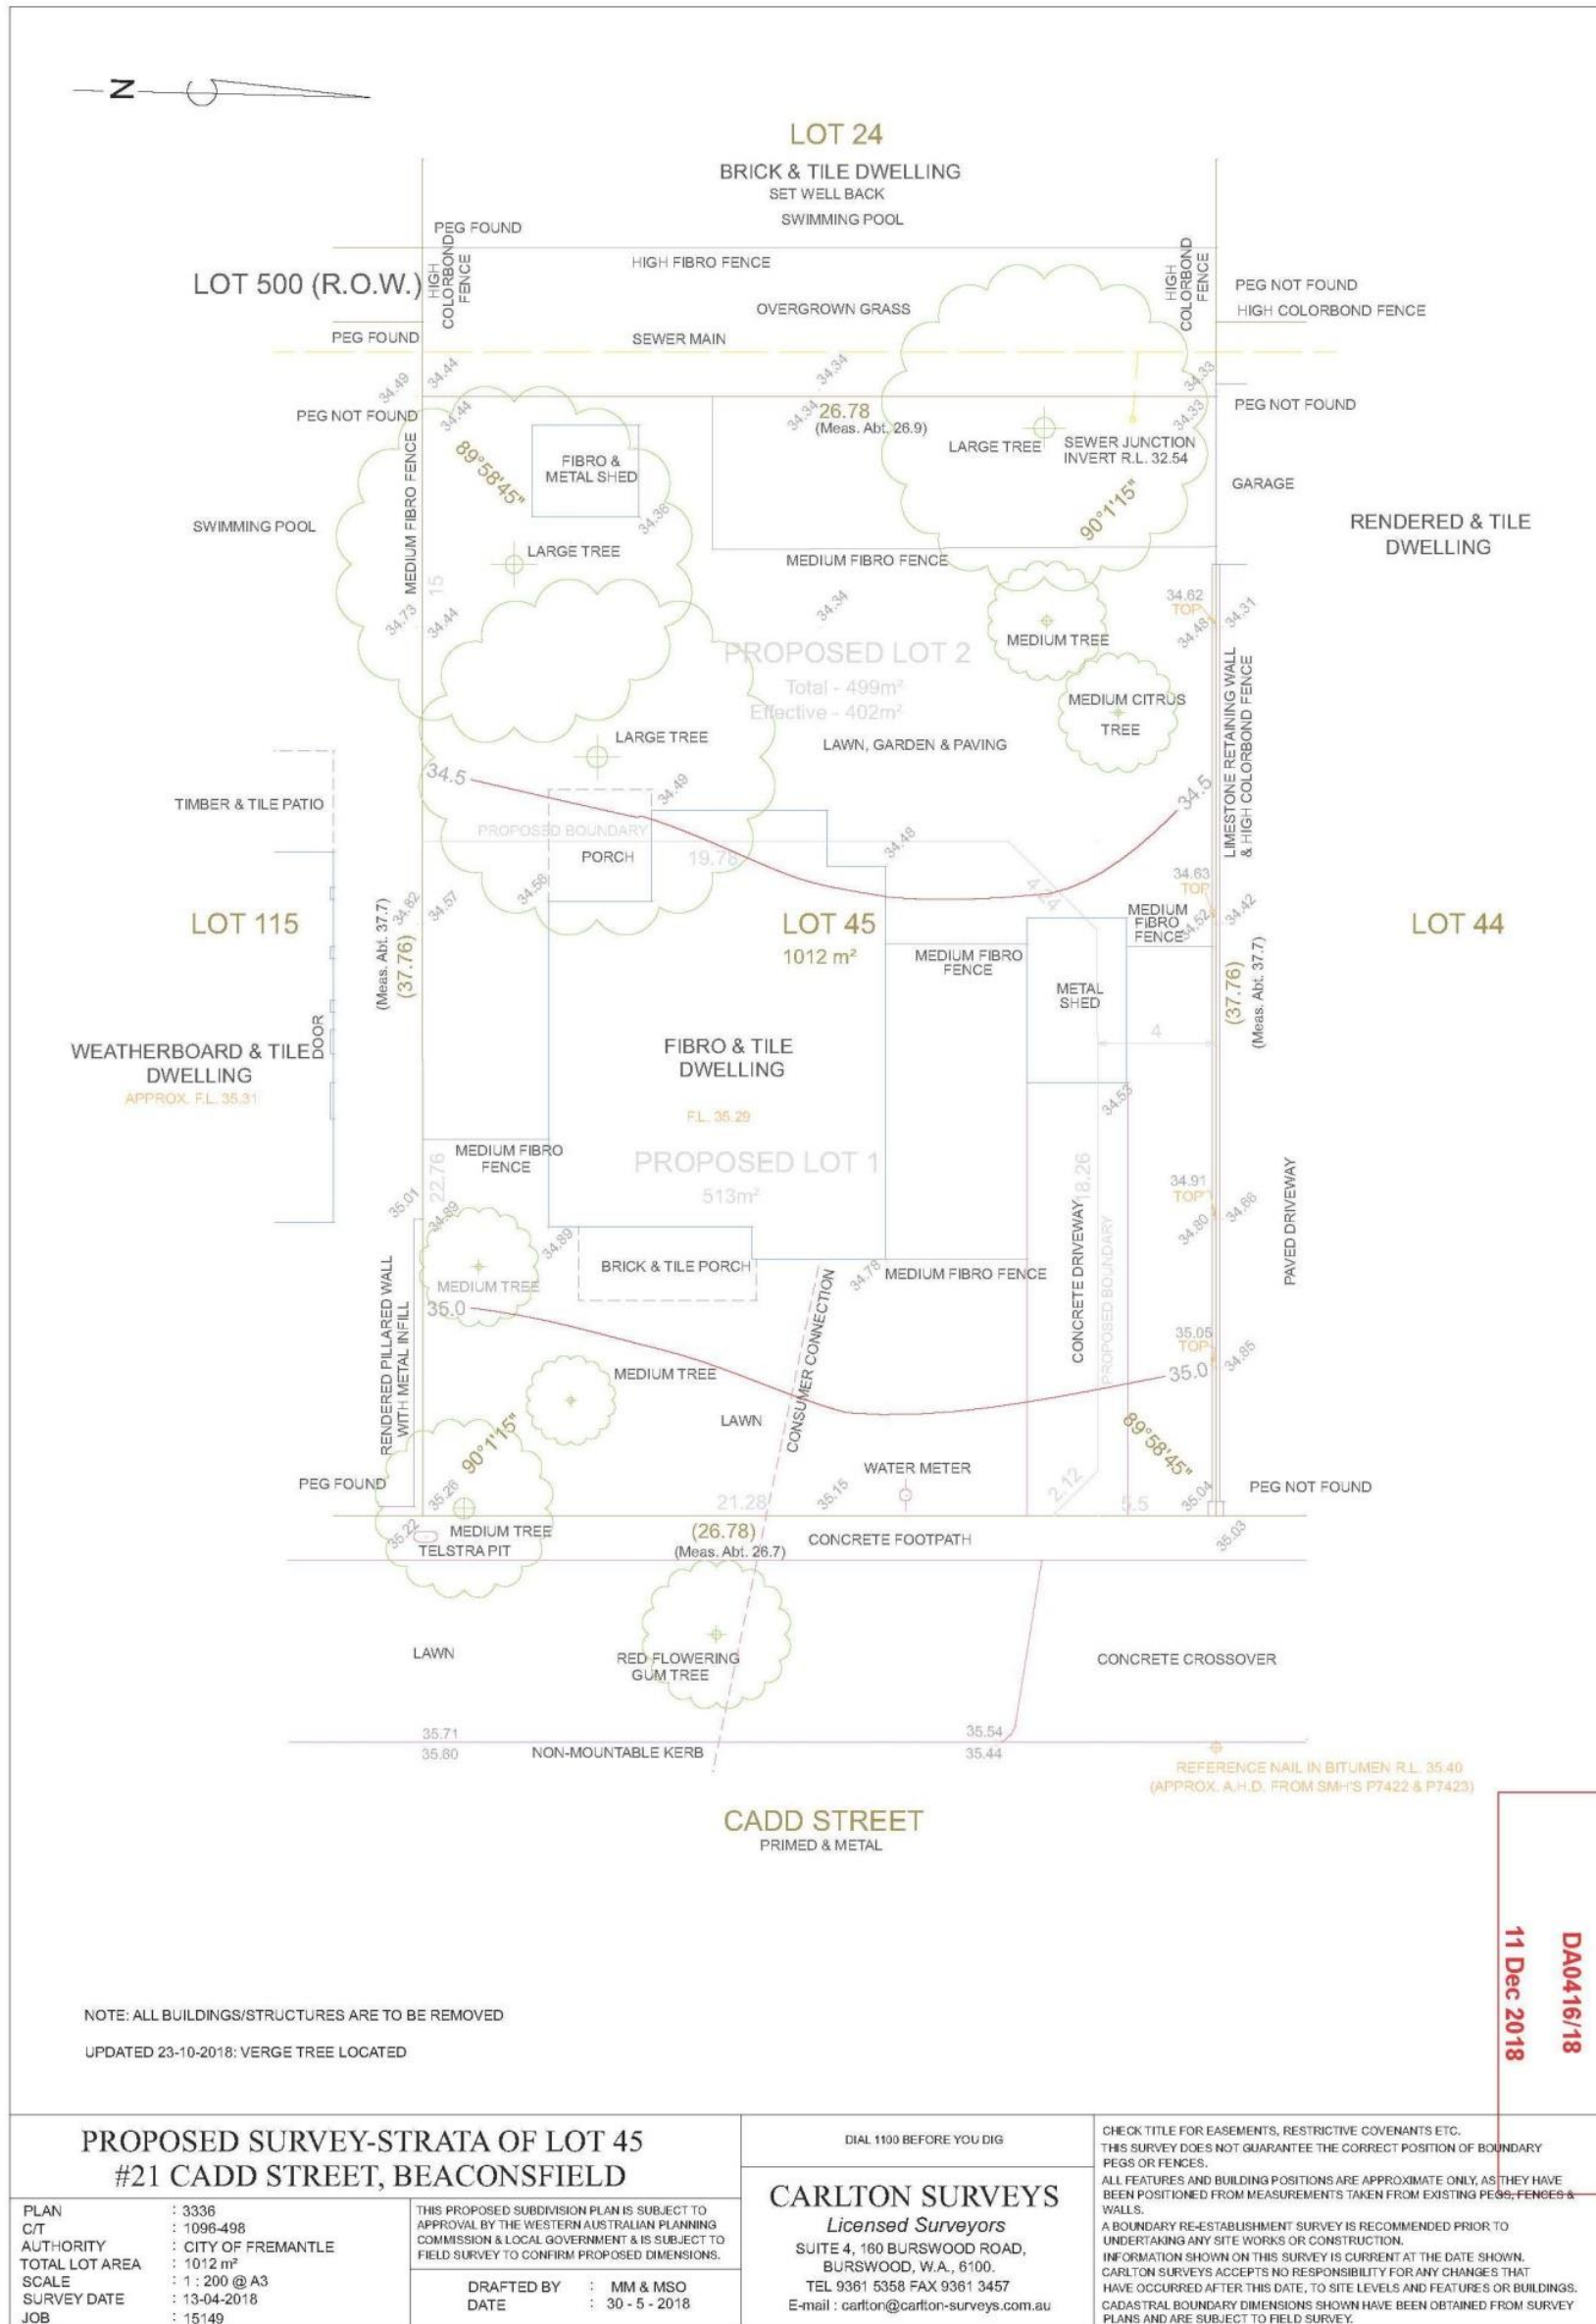 N
LOT 24
BRICK & TILE DWELLING
SET WELL BACK
SWIMMING POOL
PEG FOUND
HIGH
COLORBOND
FENCE
HIGH FIBRO FENCE
HIGH
COLORBOND
FENCE
LOT 500 (R.O.W.)
PEG NOT FOUND
HIGH COLORBOND FENCE
OVERGROWN GRASS
PEG FOUND
SEWER MAIN
34.49
34.44
34.34
34.33
PEG NOT FOUND
34.44
34.34
26.78
(Meas. Abt. 26.9)
34.33
PEG NOT FOUND
MEDIUM FIBRO FENCE
89°58'45"
FIBRO &
METAL SHED
LARGE TREE
SEWER JUNCTION
INVERT R.L. 32.54
90°1'15"
GARAGE
SWIMMING POOL
34.36
RENDERED & TILE
DWELLING
LARGE TREE
MEDIUM FIBRO FENCE
15
34.73
34.44
34.34
34.62
TOP
34.48
34.31
MEDIUM TREE
PROPOSED LOT 2
Total - 499m²
Effective - 402m²
MEDIUM CITRUS
TREE
LIMESTONE RETAINING WALL
& HIGH COLORBOND FENCE
LARGE TREE
LAWN, GARDEN & PAVING
34.5
34.49
34.5
TIMBER & TILE PATIO
PROPOSED BOUNDARY
PORCH
19.78
34.48
34.58
4.24
34.63
TOP
34.52
34.42
34.82
34.57
LOT 115
(Meas. Abt. 37.7)
(37.76)
LOT 45
1012 m²
MEDIUM FIBRO
FENCE
MEDIUM
FIBRO
FENCE
LOT 44
METAL
SHED
(37.76)
(Meas. Abt. 37.7)
4
DOOR
WEATHERBOARD & TILE
DWELLING
APPROX. F.L. 35.31
FIBRO & TILE
DWELLING
F.L. 35.29
34.53
MEDIUM FIBRO
FENCE
PROPOSED LOT 1
513m²
22.76
18.26
35.01
34.89
34.91
TOP
34.80
34.86
PAVED DRIVEWAY
CONCRETE DRIVEWAY
PROPOSED BOUNDARY
34.89
BRICK & TILE PORCH
34.78
MEDIUM FIBRO FENCE
MEDIUM TREE
35.0
RENDERED PILLARED WALL
WITH METAL INFILL
CONSUMER CONNECTION
35.05
TOP
34.85
35.0
MEDIUM TREE
LAWN
90°1'15"
89°58'45"
WATER METER
PEG FOUND
35.26
21.28
35.15
2.12
5.5
35.04
PEG NOT FOUND
35.22
MEDIUM TREE
TELSTRA PIT
(26.78)
(Meas. Abt. 26.7)
CONCRETE FOOTPATH
35.03
LAWN
RED FLOWERING
GUM TREE
CONCRETE CROSSOVER
35.71
35.60
NON-MOUNTABLE KERB
35.54
35.44
REFERENCE NAIL IN BITUMEN R.L. 35.40
(APPROX. A.H.D. FROM SMH'S P7422 & P7423)
CADD STREET
PRIMED & METAL
DA0416/18
11 Dec 2018
NOTE: ALL BUILDINGS/STRUCTURES ARE TO BE REMOVED
UPDATED 23-10-2018: VERGE TREE LOCATED
PROPOSED SURVEY-STRATA OF LOT 45
#21 CADD STREET, BEACONSFIELD
PLAN : 3336
C/T : 1096-498
AUTHORITY : CITY OF FREMANTLE
TOTAL LOT AREA : 1012 m²
SCALE : 1 : 200 @ A3
SURVEY DATE : 13-04-2018
JOB : 15149
THIS PROPOSED SUBDIVISION PLAN IS SUBJECT TO
APPROVAL BY THE WESTERN AUSTRALIAN PLANNING
COMMISSION & LOCAL GOVERNMENT & IS SUBJECT TO
FIELD SURVEY TO CONFIRM PROPOSED DIMENSIONS.
DRAFTED BY : MM & MSO
DATE : 30 - 5 - 2018
DIAL 1100 BEFORE YOU DIG
CARLTON SURVEYS
Licensed Surveyors
SUITE 4, 160 BURSWOOD ROAD,
BURSWOOD, W.A., 6100.
TEL 9361 5358 FAX 9361 3457
E-mail : carlton@carlton-surveys.com.au
CHECK TITLE FOR EASEMENTS, RESTRICTIVE COVENANTS ETC.
THIS SURVEY DOES NOT GUARANTEE THE CORRECT POSITION OF BOUNDARY
PEGS OR FENCES.
ALL FEATURES AND BUILDING POSITIONS ARE APPROXIMATE ONLY, AS THEY HAVE
BEEN POSITIONED FROM MEASUREMENTS TAKEN FROM EXISTING PEGS, FENCES &
WALLS.
A BOUNDARY RE-ESTABLISHMENT SURVEY IS RECOMMENDED PRIOR TO
UNDERTAKING ANY SITE WORKS OR CONSTRUCTION.
INFORMATION SHOWN ON THIS SURVEY IS CURRENT AT THE DATE SHOWN.
CARLTON SURVEYS ACCEPTS NO RESPONSIBILITY FOR ANY CHANGES THAT
HAVE OCCURRED AFTER THIS DATE, TO SITE LEVELS AND FEATURES OR BUILDINGS.
CADASTRAL BOUNDARY DIMENSIONS SHOWN HAVE BEEN OBTAINED FROM SURVEY
PLANS AND ARE SUBJECT TO FIELD SURVEY.